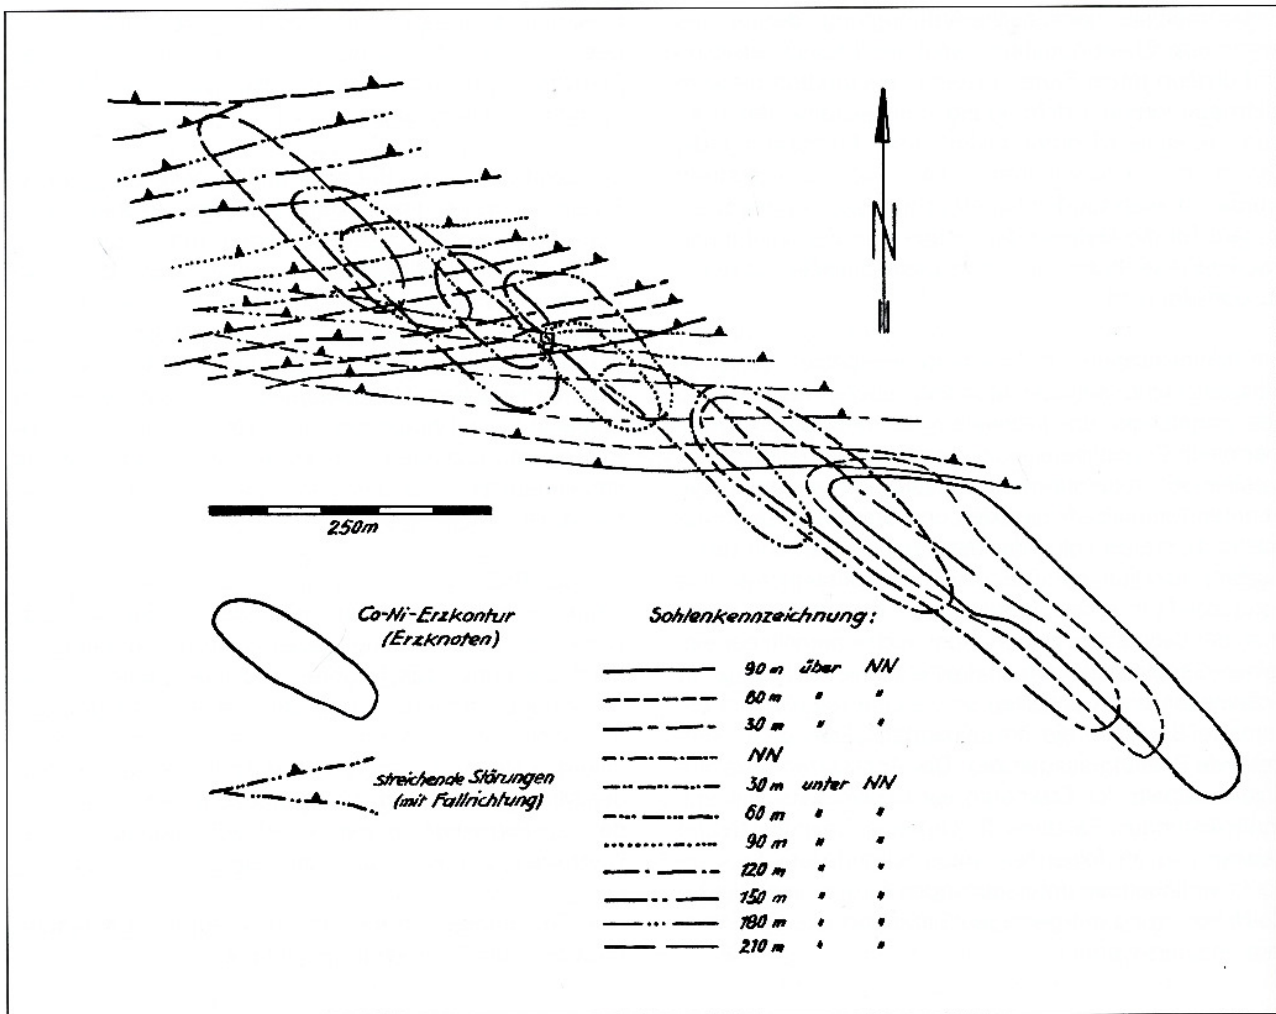 N
250m
Co-Ni-Erzkontur
(Erzknoten)
streichende Störungen
(mit Fallrichtung)
Sohlenkennzeichnung:
90 m über NN
60 m " "
30 m " "
NN
30 m unter NN
60 m " "
90 m " "
120 m " "
150 m " "
180 m " "
210 m " "